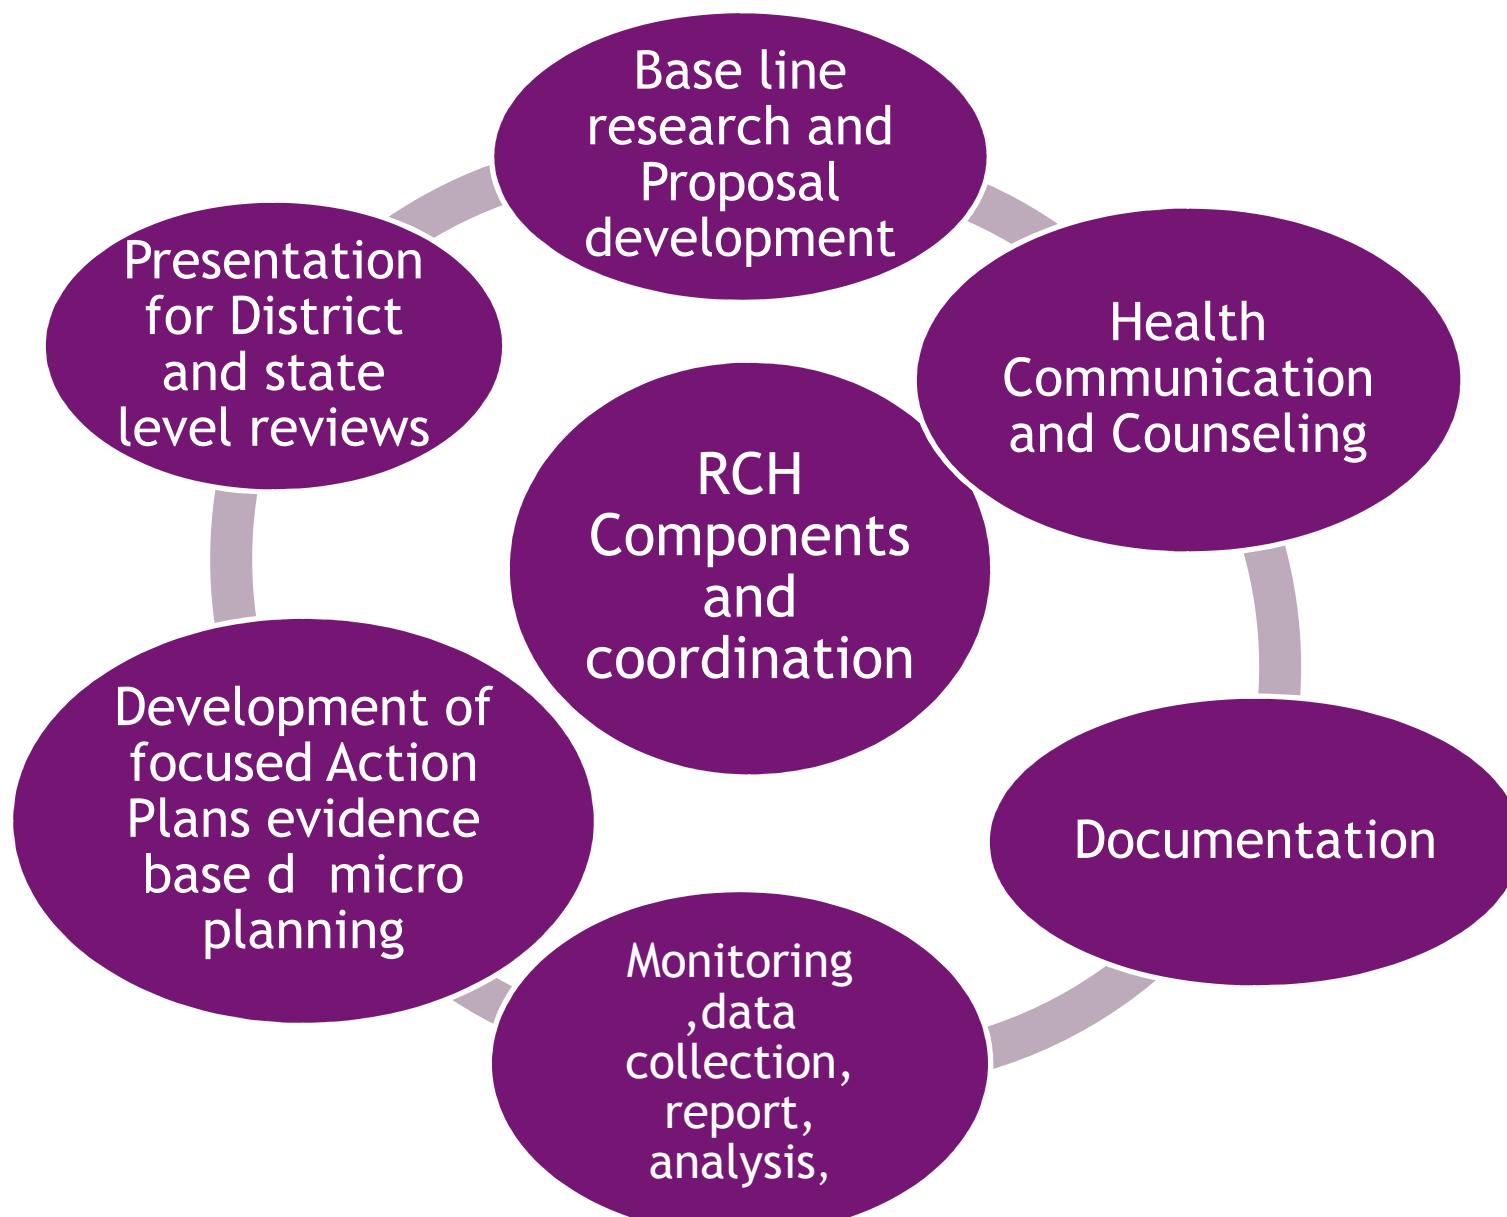 Base line
research and
Proposal
development
Health
Communication
and Counseling
Documentation
Monitoring
,data
collection,
report,
analysis,
Development of
focused Action
Plans evidence
base d  micro
planning
Presentation
for District
and state
level reviews
RCH
Components
and
coordination